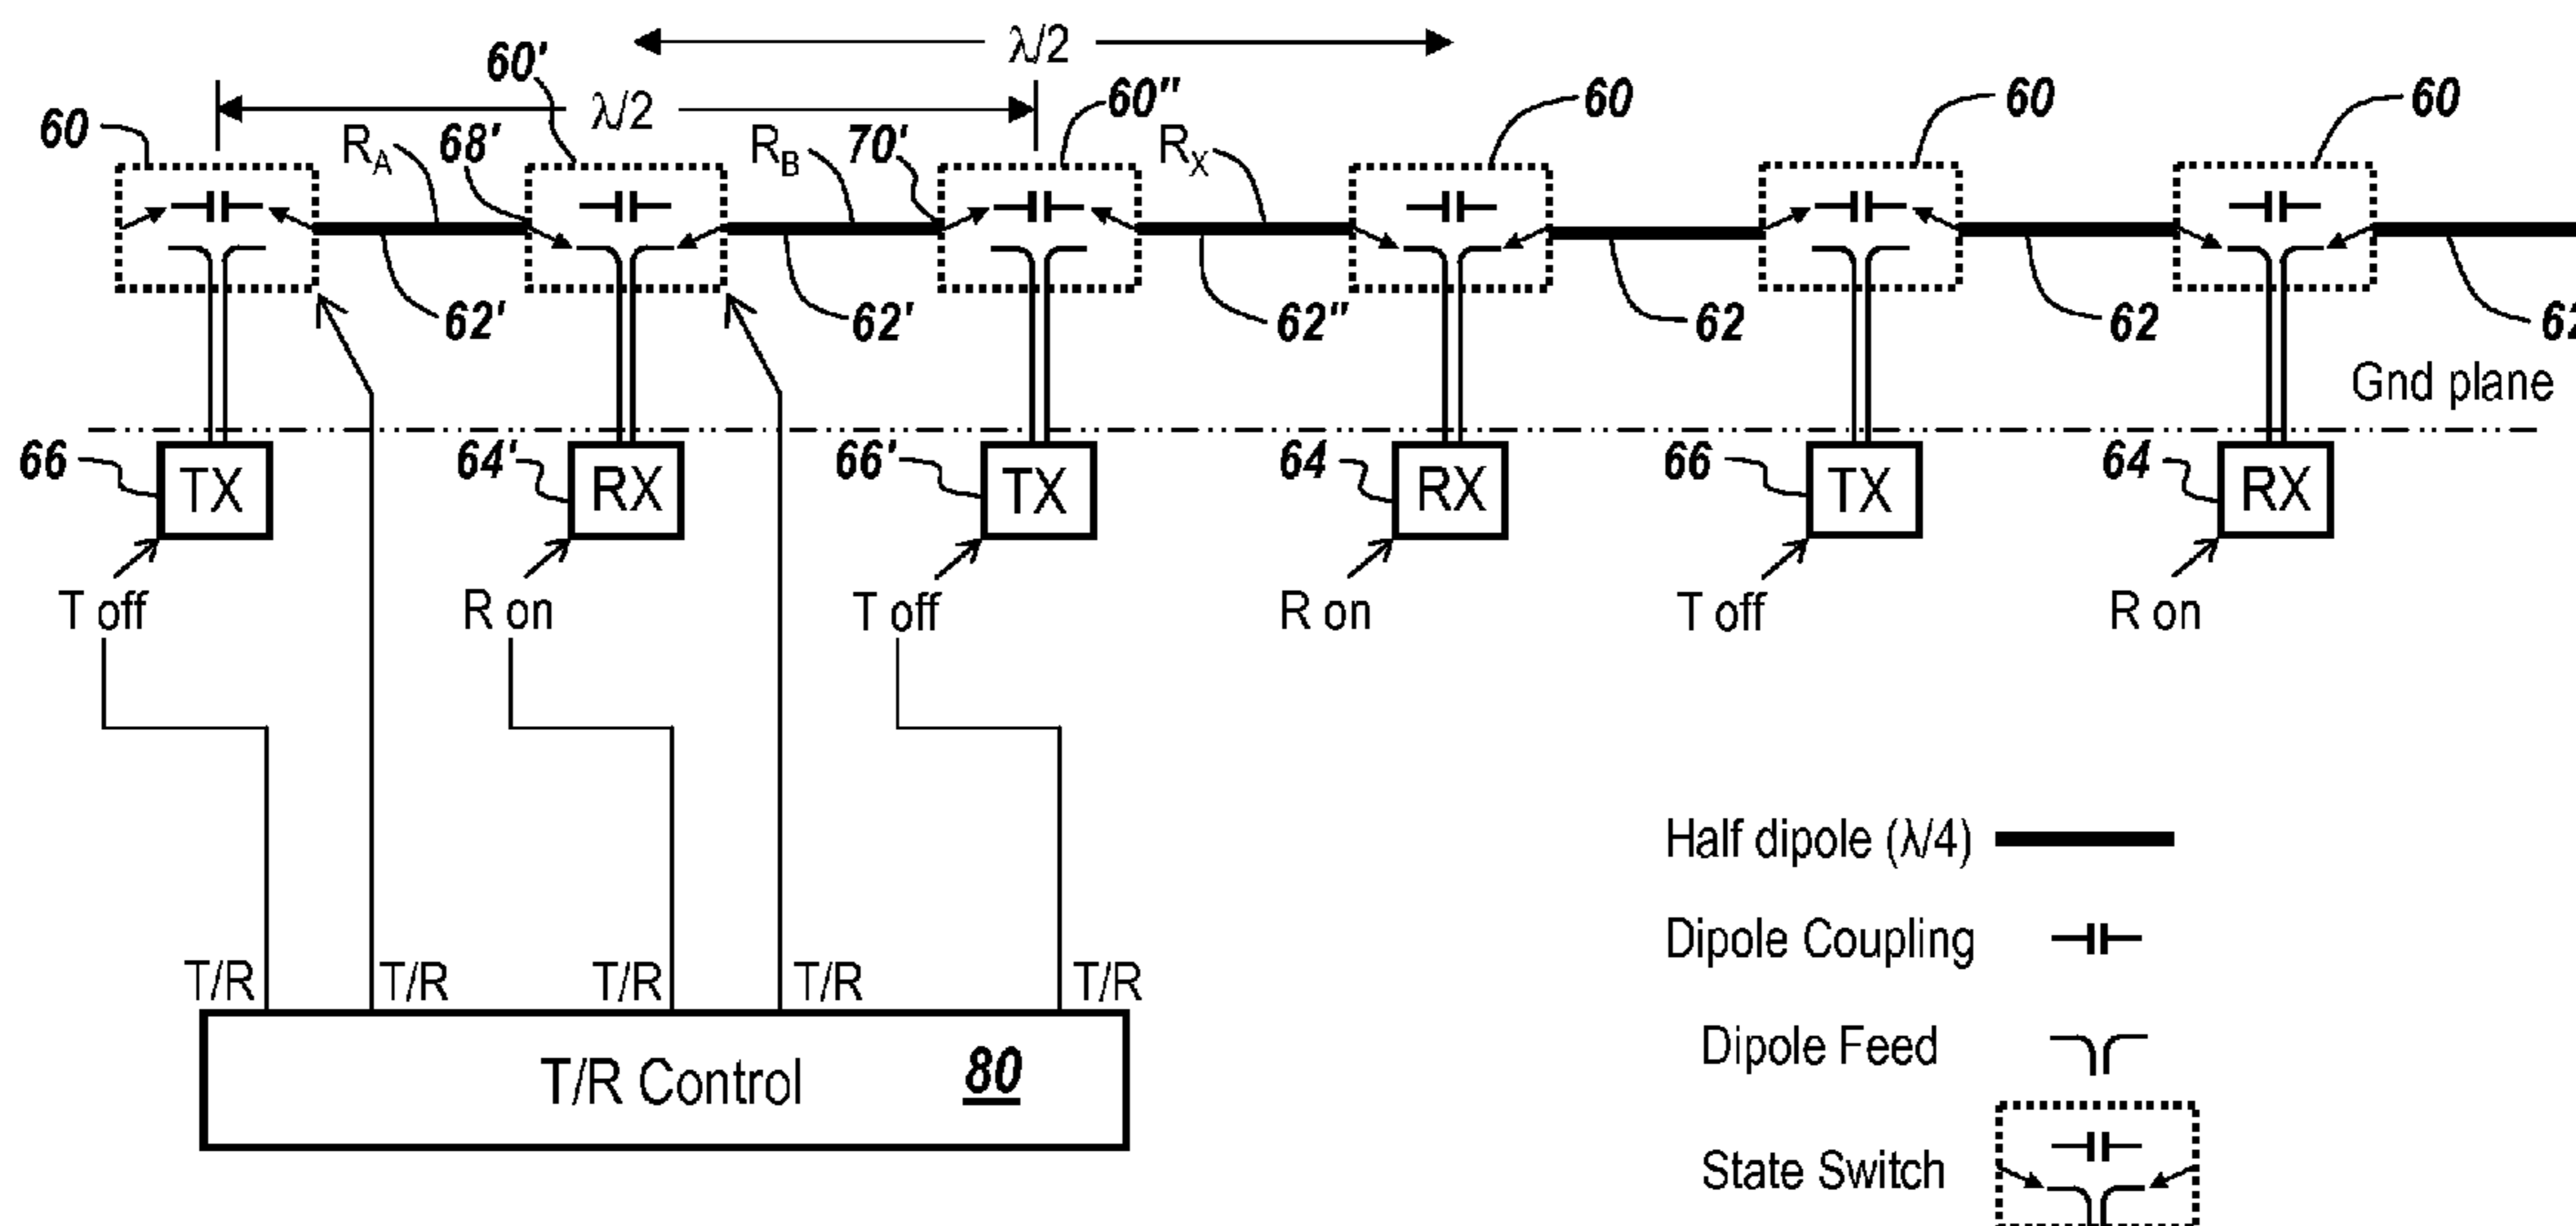 λ/2
60'
λ/2
60"
60
60
60
60
R_A
68'
R_B
70'
R_X
62'
62'
62"
62
62
62
Gnd plane
66
TX
64'
RX
66'
TX
64
RX
66
TX
64
RX
T off
R on
T off
R on
T off
R on
Half dipole (λ/4)
Dipole Coupling
T/R
T/R
T/R
T/R
T/R
T/R Control 80
Dipole Feed
State Switch